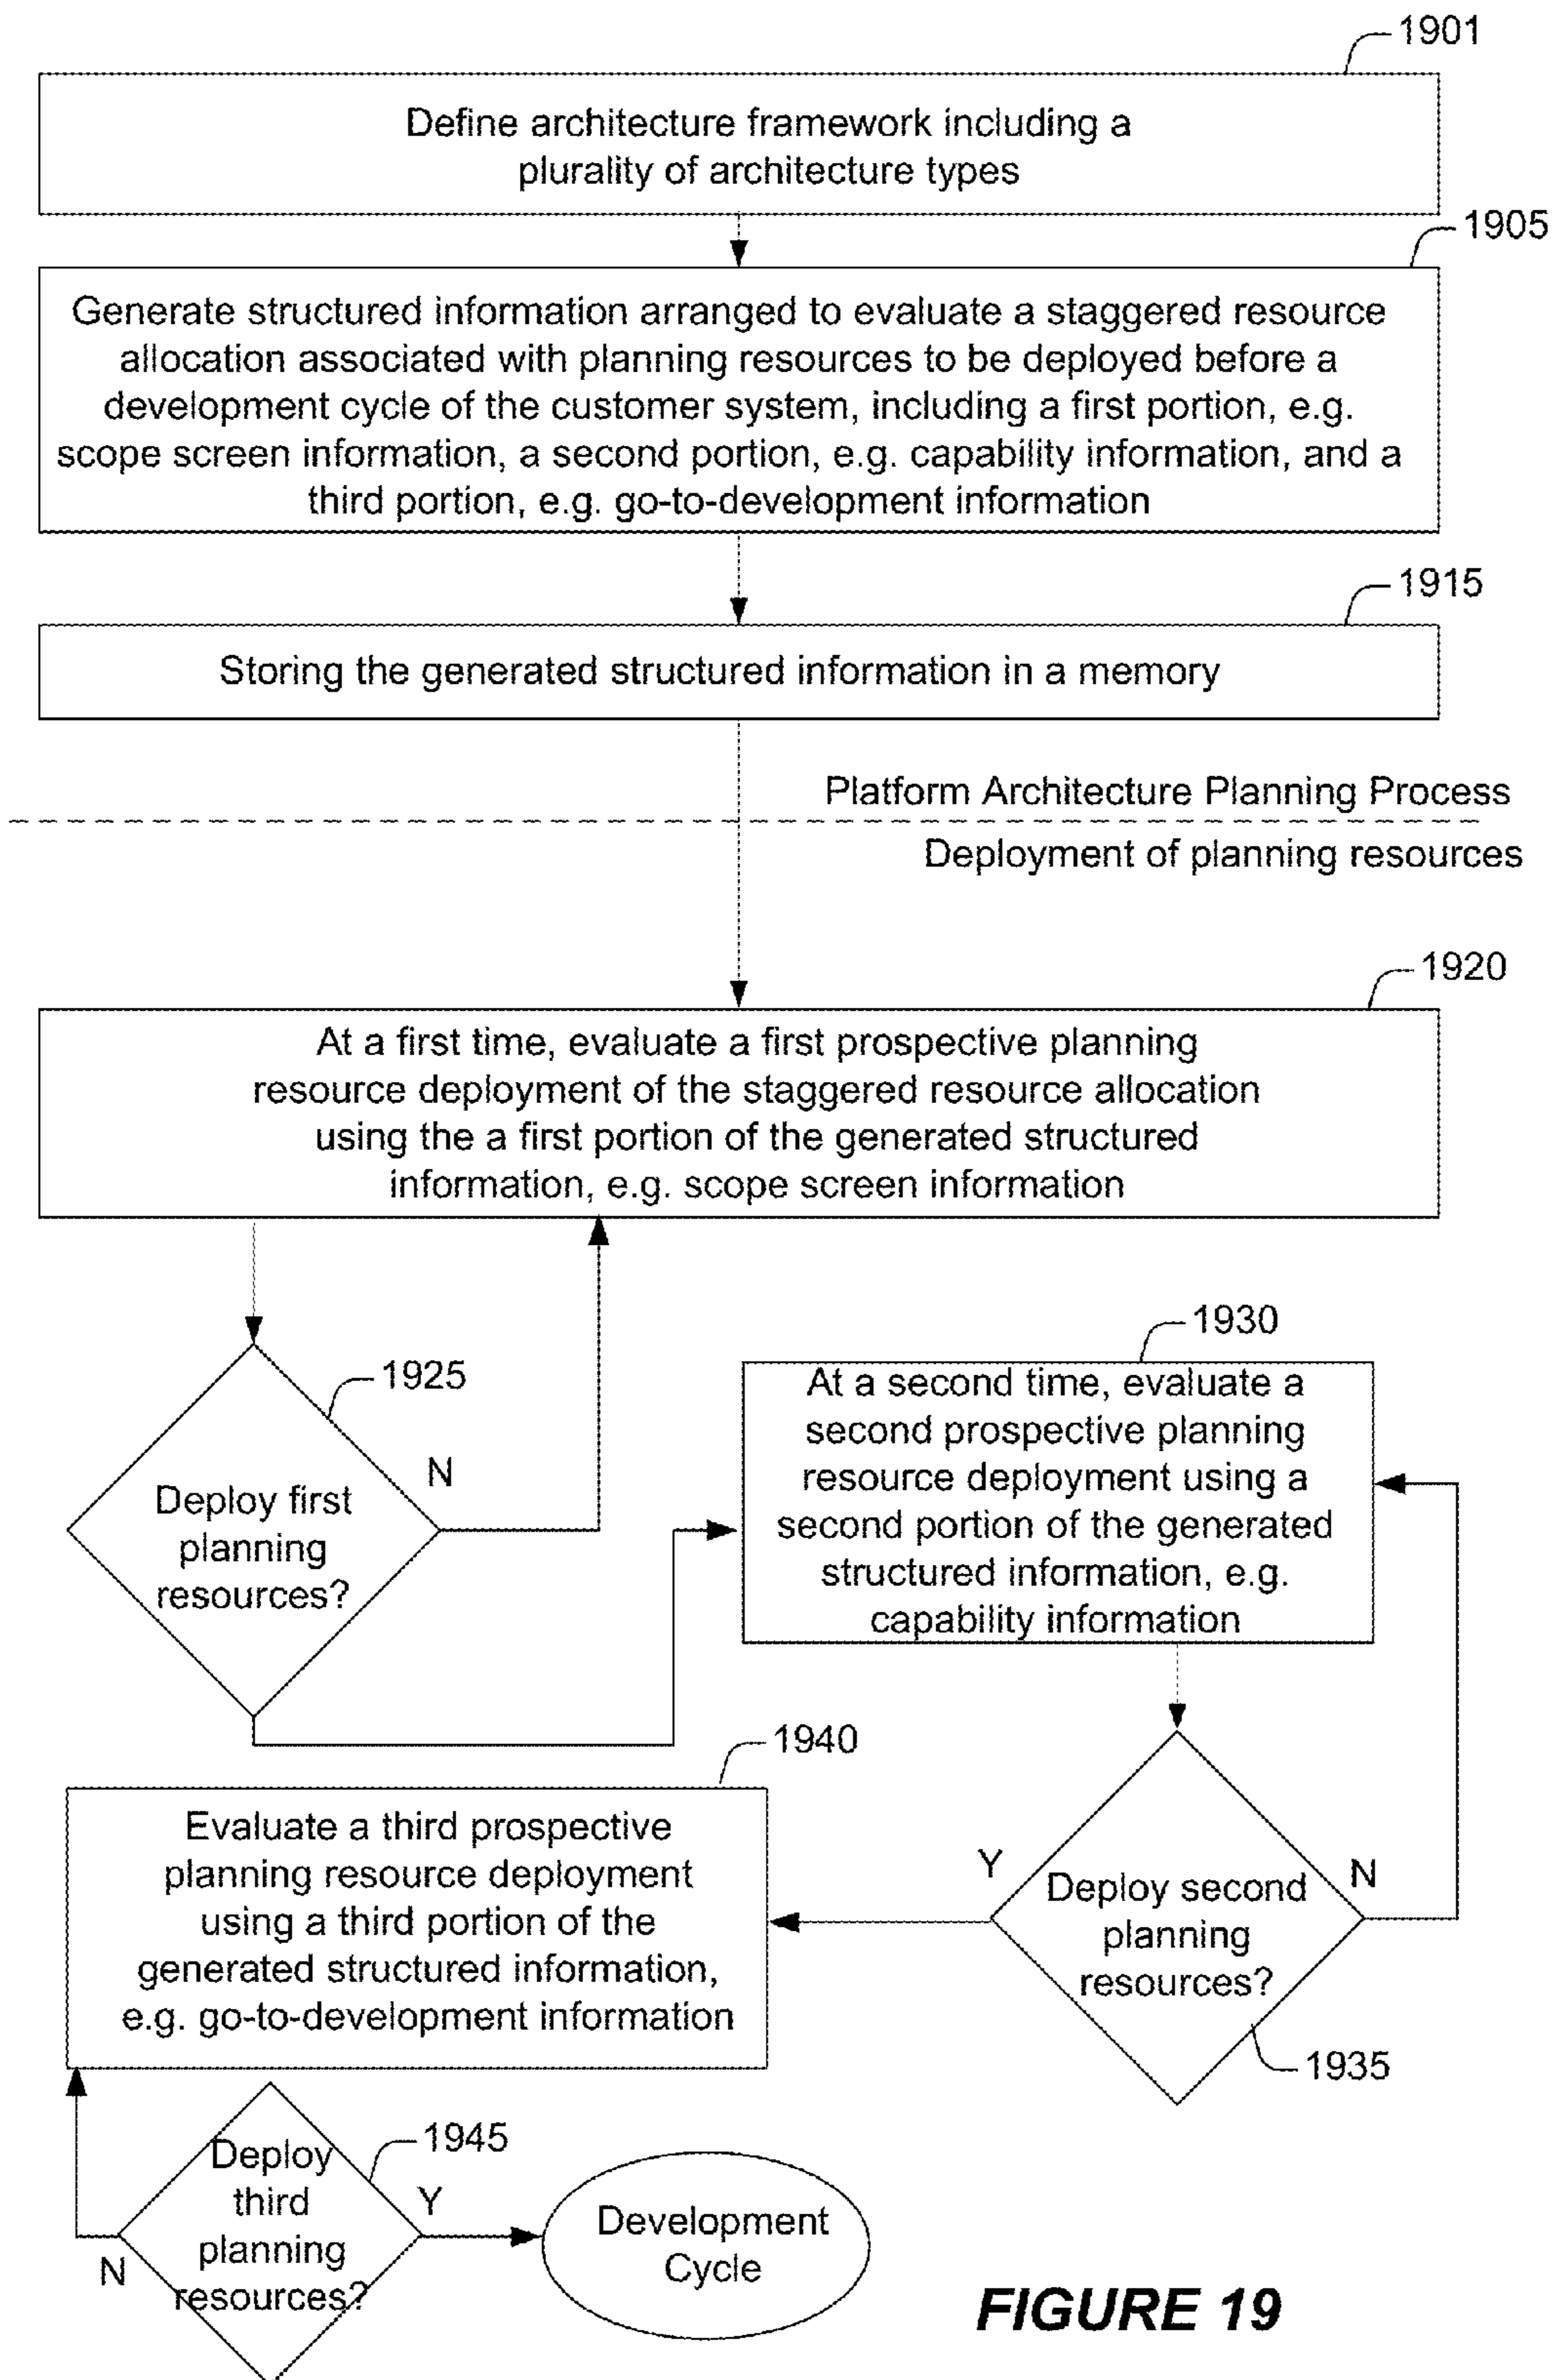 1901
Define architecture framework including a
plurality of architecture types
1905
Generate structured information arranged to evaluate a staggered resource
allocation associated with planning resources to be deployed before a
development cycle of the customer system, including a first portion, e.g.
scope screen information, a second portion, e.g. capability information, and a
third portion, e.g. go-to-development information
1915
Storing the generated structured information in a memory
Platform Architecture Planning Process
Deployment of planning resources
1920
At a first time, evaluate a first prospective planning
resource deployment of the staggered resource allocation
using the a first portion of the generated structured
information, e.g. scope screen information
1925
N
Deploy first
planning
resources?
1930
At a second time, evaluate a
second prospective planning
resource deployment using a
second portion of the generated
structured information, e.g.
capability information
1940
Evaluate a third prospective
planning resource deployment
using a third portion of the
generated structured information,
e.g. go-to-development information
Y
Deploy second
planning
resources?
N
1935
1945
Deploy
third
planning
resources?
Y
N
Development
Cycle
FIGURE 19